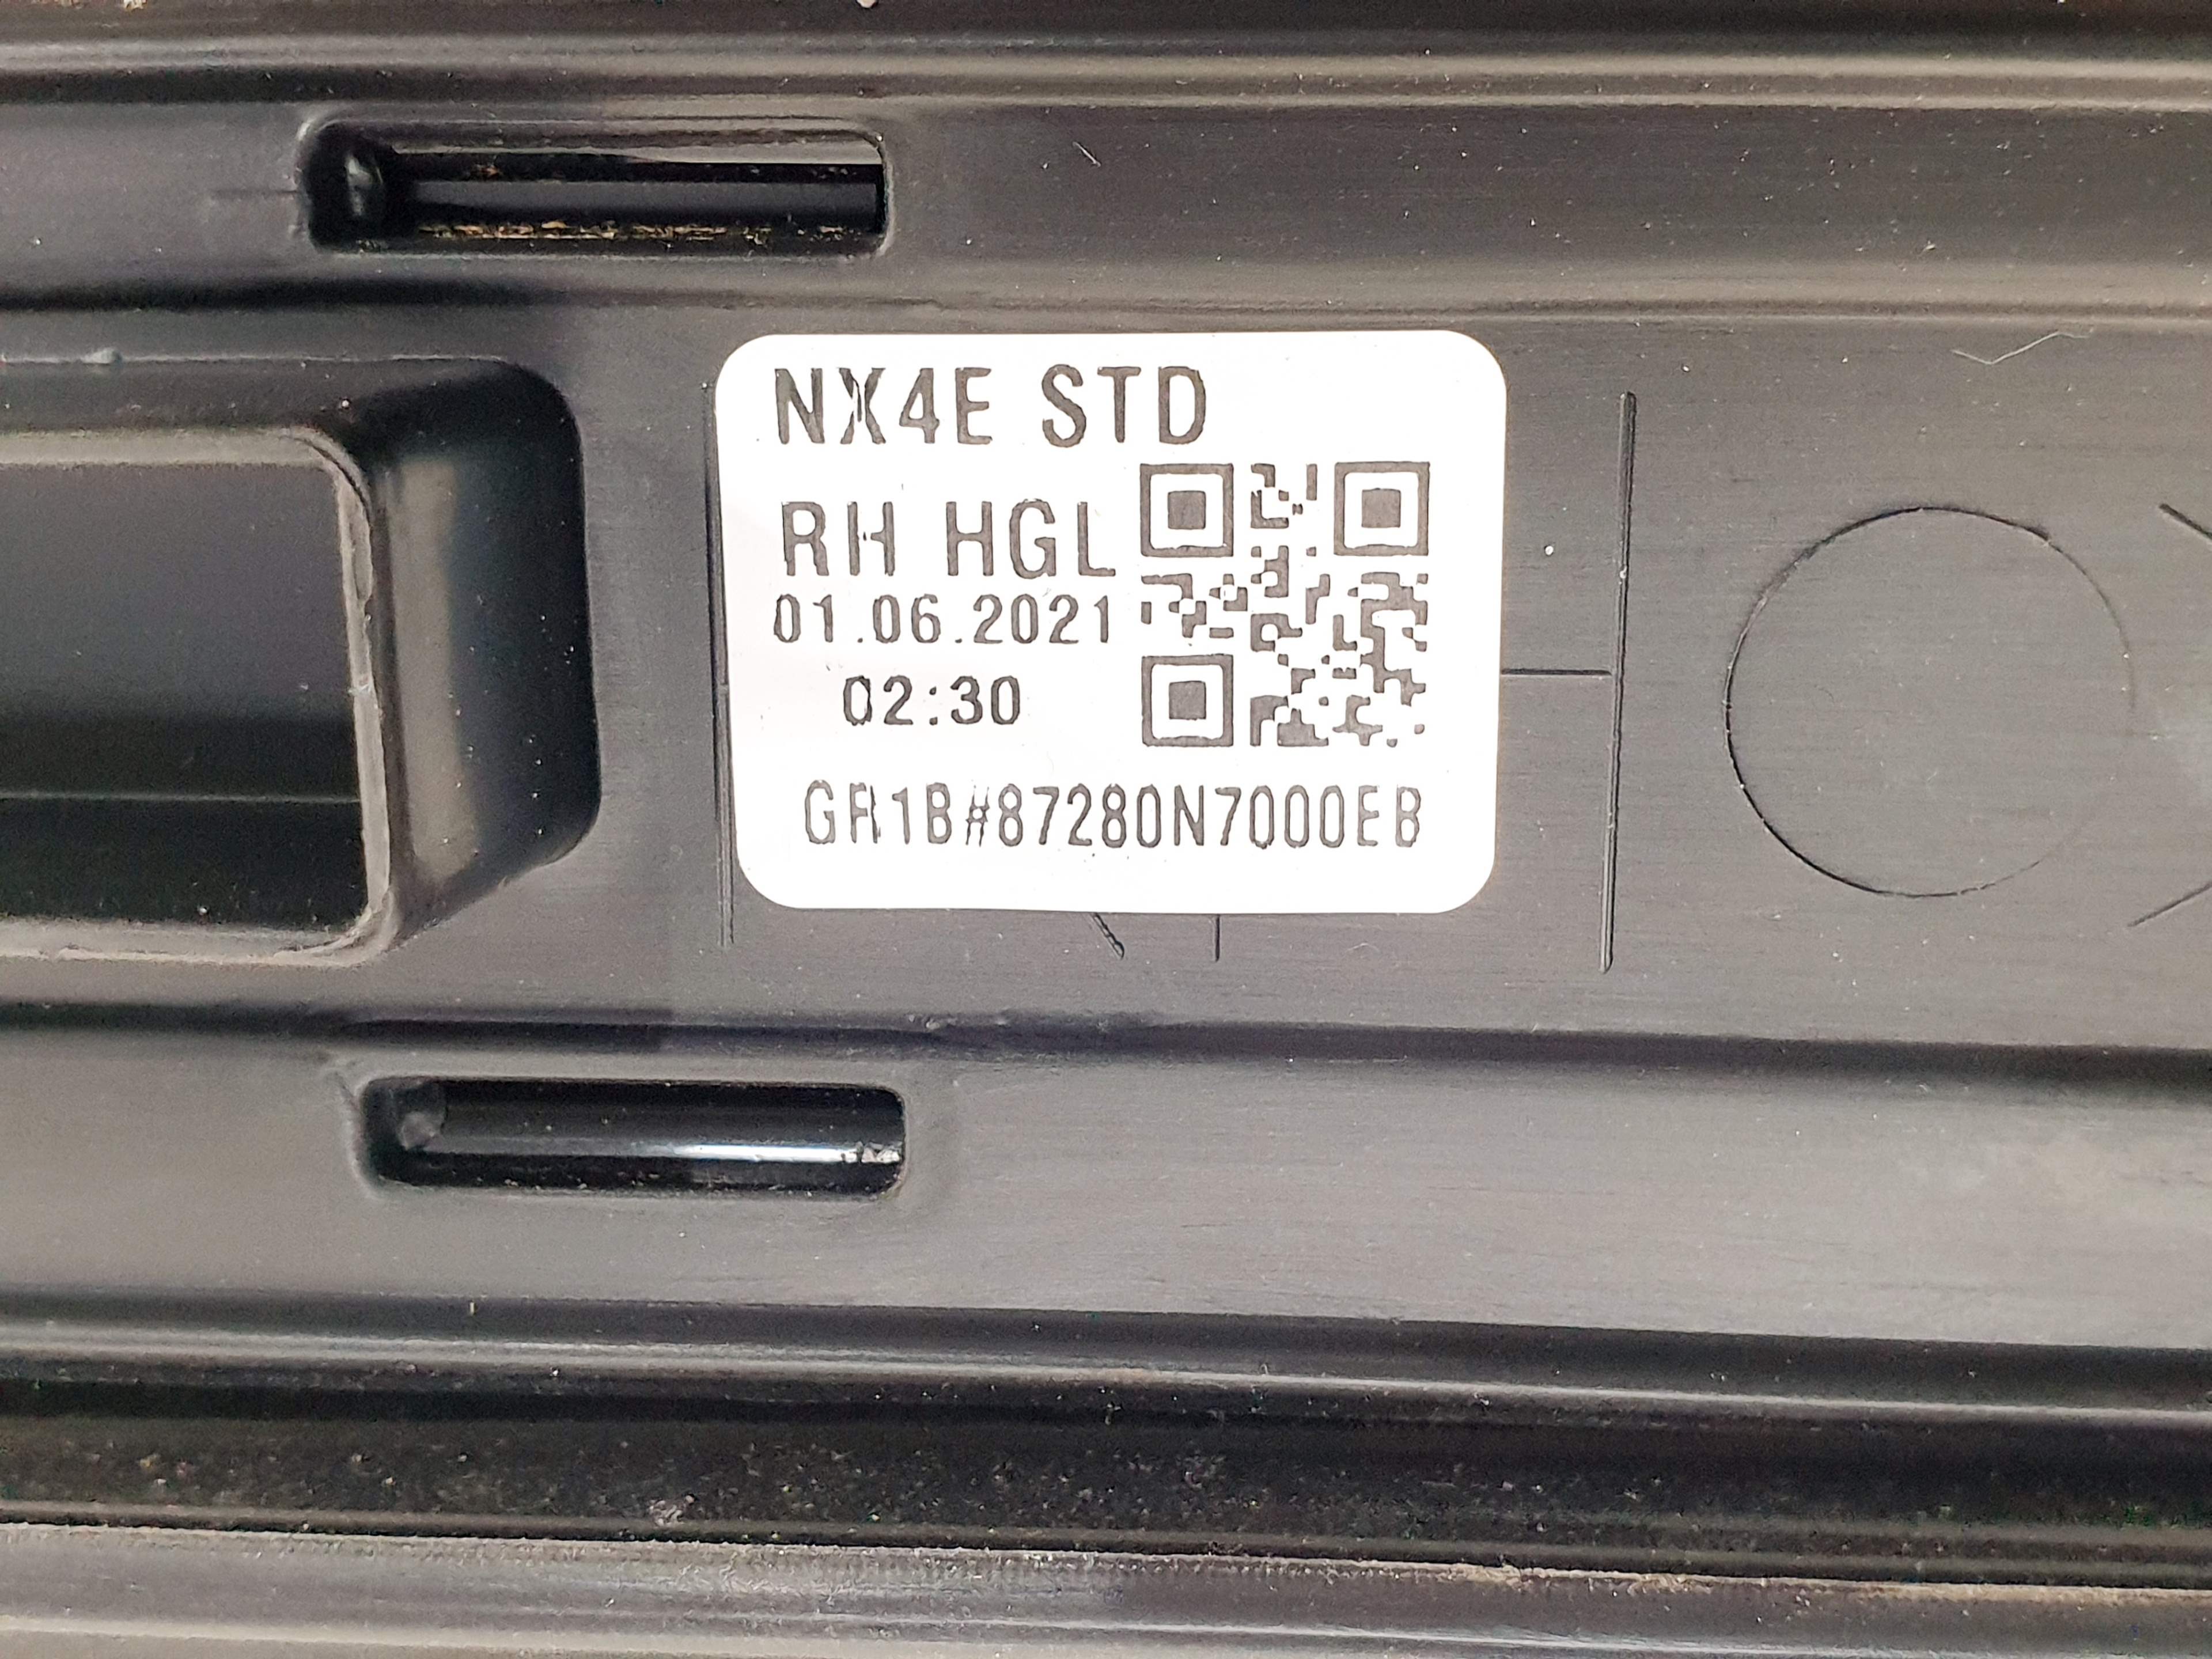 NX4E STD
RH HGL
01.06.2021
02:30
GR1B#87280N7000EB